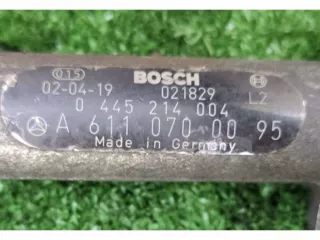 015 BOSCH
02-04-19 021829 L2
0 445 214 004
A 611 070 00 95
Made in Germany